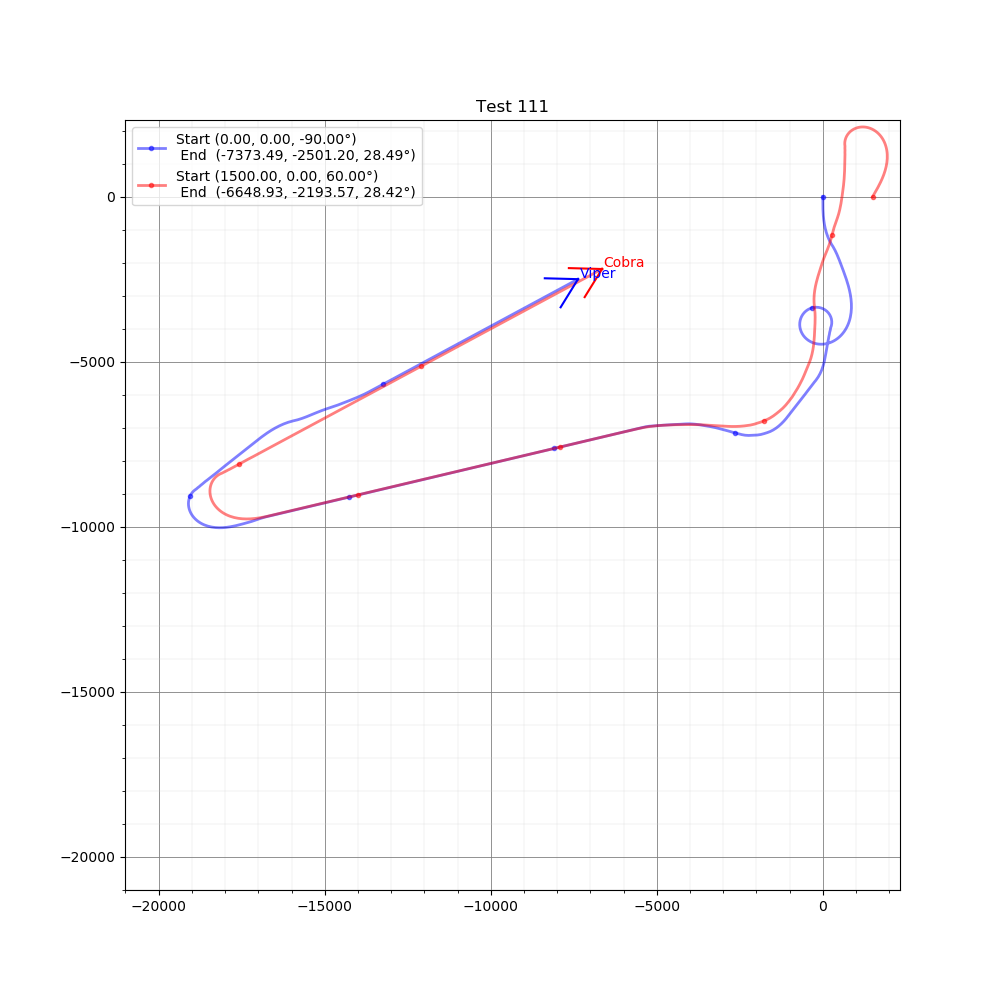 Test 111
Start (0.00, 0.00, -90.00°)
End (-7373.49, -2501.20, 28.49°)
Start (1500.00, 0.00, 60.00°)
End (-6648.93, -2193.57, 28.42°)
0
−5000
−10000
−15000
−20000
Cobra
Viper
−20000
−15000
−10000
−5000
0